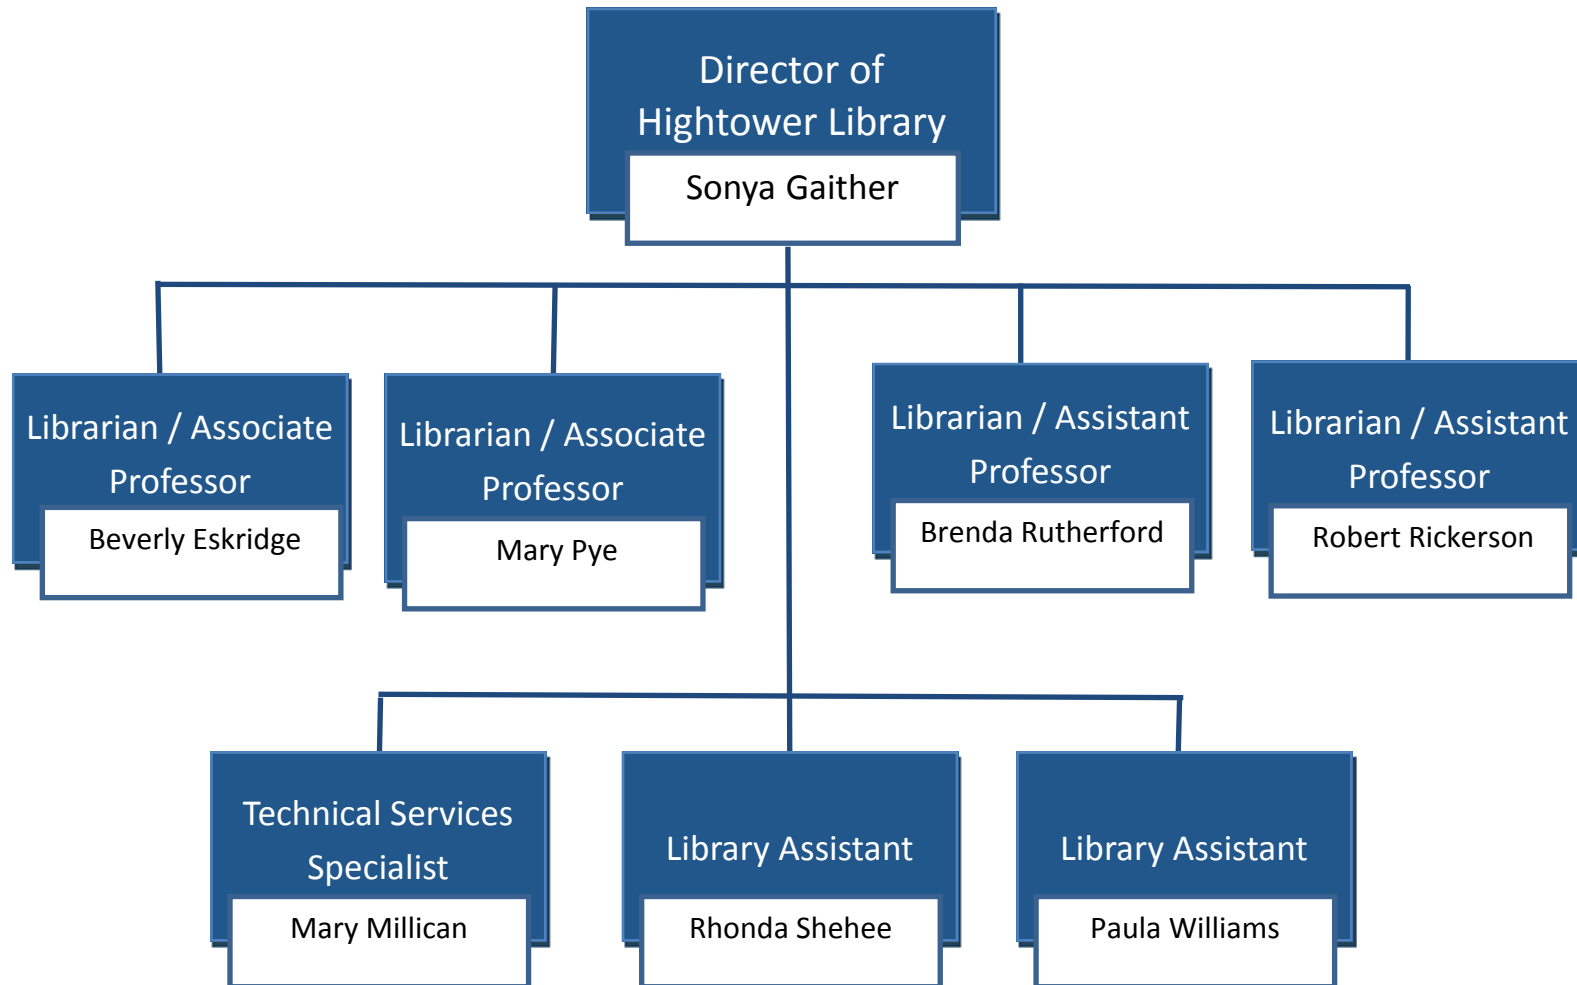 Director of
Hightower Library
Sonya Gaither
Librarian / Associate
Professor
Beverly Eskridge
Librarian / Associate
Professor
Mary Pye
Librarian / Assistant
Professor
Brenda Rutherford
Librarian / Assistant
Professor
Robert Rickerson
Technical Services
Specialist
Mary Millican
Library Assistant
Rhonda Shehee
Library Assistant
Paula Williams